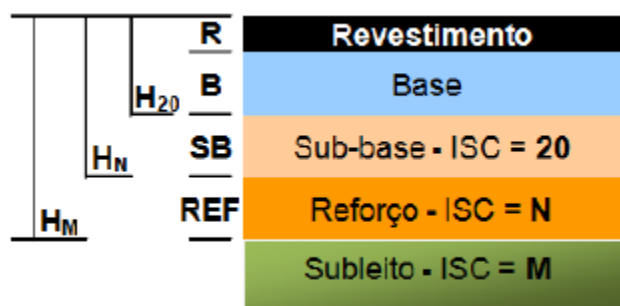 R Revestimento
H20 B Base
HN SB Sub-base - ISC = 20
HM REF Reforço - ISC = N
Subleito - ISC = M